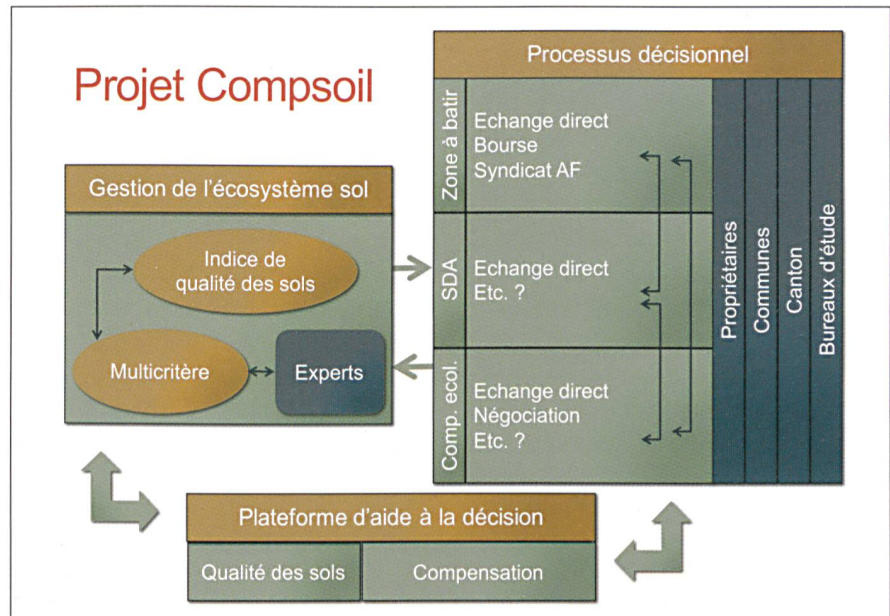 Projet Compsoil
Gestion de l'écosystème sol
Indice de
qualité des sols
Multicritère
Experts
Processus décisionnel
Zone à batir
Echange direct
Bourse
Syndicat AF
SDA
Echange direct
Etc. ?
Comp. ecol.
Echange direct
Négociation
Etc. ?
Propriétaires
Communes
Canton
Bureaux d'étude
Plateforme d'aide à la décision
Qualité des sols
Compensation